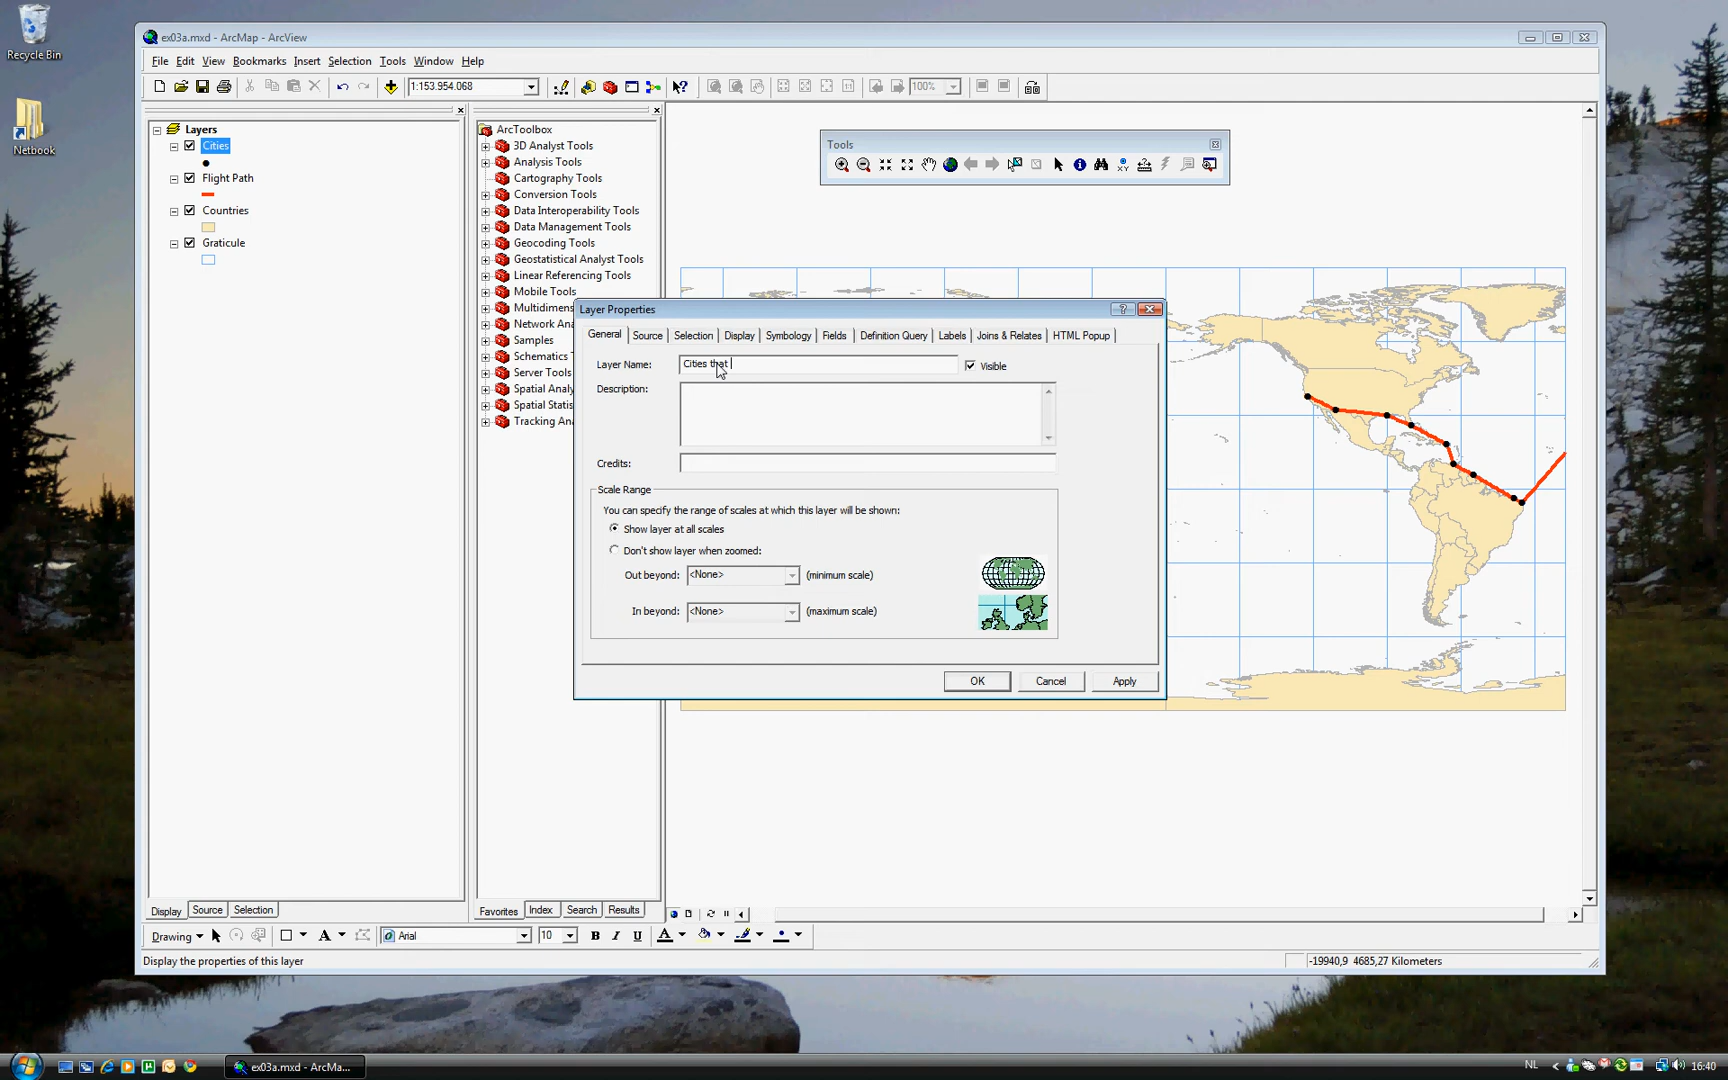 Recycle Bin
Netbook
ex03a.mxd - ArcMap - ArcView
File Edit View Bookmarks Insert Selection Tools Window Help
1:153.954.068
100%
Layers
Cities
Flight Path
Countries
Graticule
Display Source Selection
ArcToolbox
3D Analyst Tools
Analysis Tools
Cartography Tools
Conversion Tools
Data Interoperability Tools
Data Management Tools
Geocoding Tools
Geostatistical Analyst Tools
Linear Referencing Tools
Mobile Tools
Multidimens
Network Ana
Samples
Schematics T
Server Tools
Spatial Analy
Spatial Statis
Tracking Ana
Favorites Index Search Results
Tools
XY
Layer Properties
General Source Selection Display Symbology Fields Definition Query Labels Joins & Relates HTML Popup
Layer Name: Cities that
Visible
Description:
Credits:
Scale Range
You can specify the range of scales at which this layer will be shown:
Show layer at all scales
Don't show layer when zoomed:
Out beyond: <None> (minimum scale)
In beyond: <None> (maximum scale)
OK Cancel Apply
Drawing A Arial 10 B I U A
Display the properties of this layer
-19940,9 4685,27 Kilometers
ex03a.mxd - ArcMa...
NL < 16:40